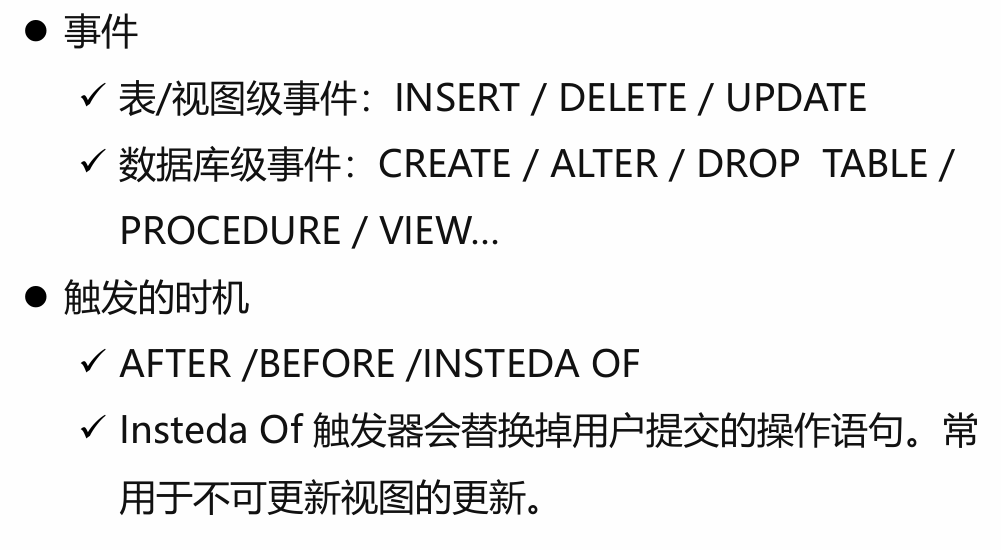 ● 事件
✓ 表/视图级事件：INSERT / DELETE / UPDATE
✓ 数据库级事件：CREATE / ALTER / DROP  TABLE /
PROCEDURE / VIEW...
● 触发的时机
✓ AFTER /BEFORE /INSTEDA OF
✓ Insteda Of 触发器会替换掉用户提交的操作语句。常
用于不可更新视图的更新。